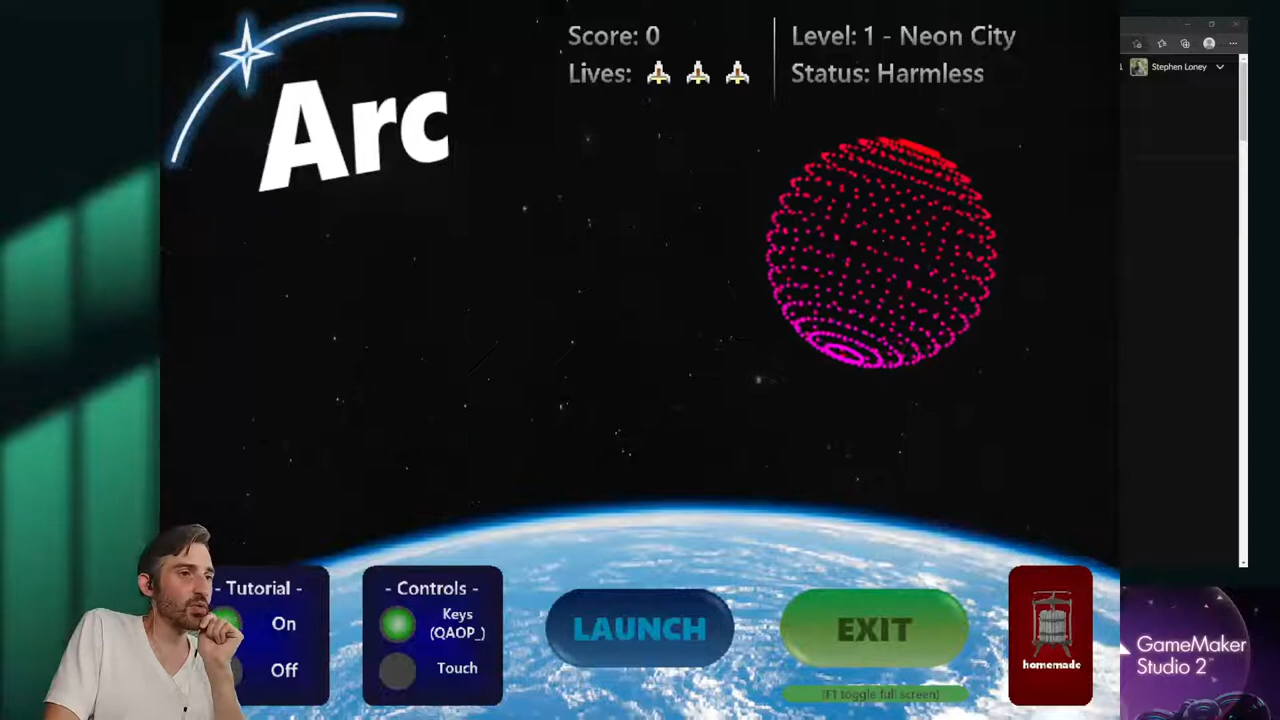 Arc
Score: 0
Lives:
Level: 1 - Neon City
Status: Harmless
Stephen Loney
- Tutorial -
On
Off
- Controls -
Keys
(QAOP_)
Touch
LAUNCH
EXIT
(F1 toggle full screen)
homemade
GameMaker
Studio 2™